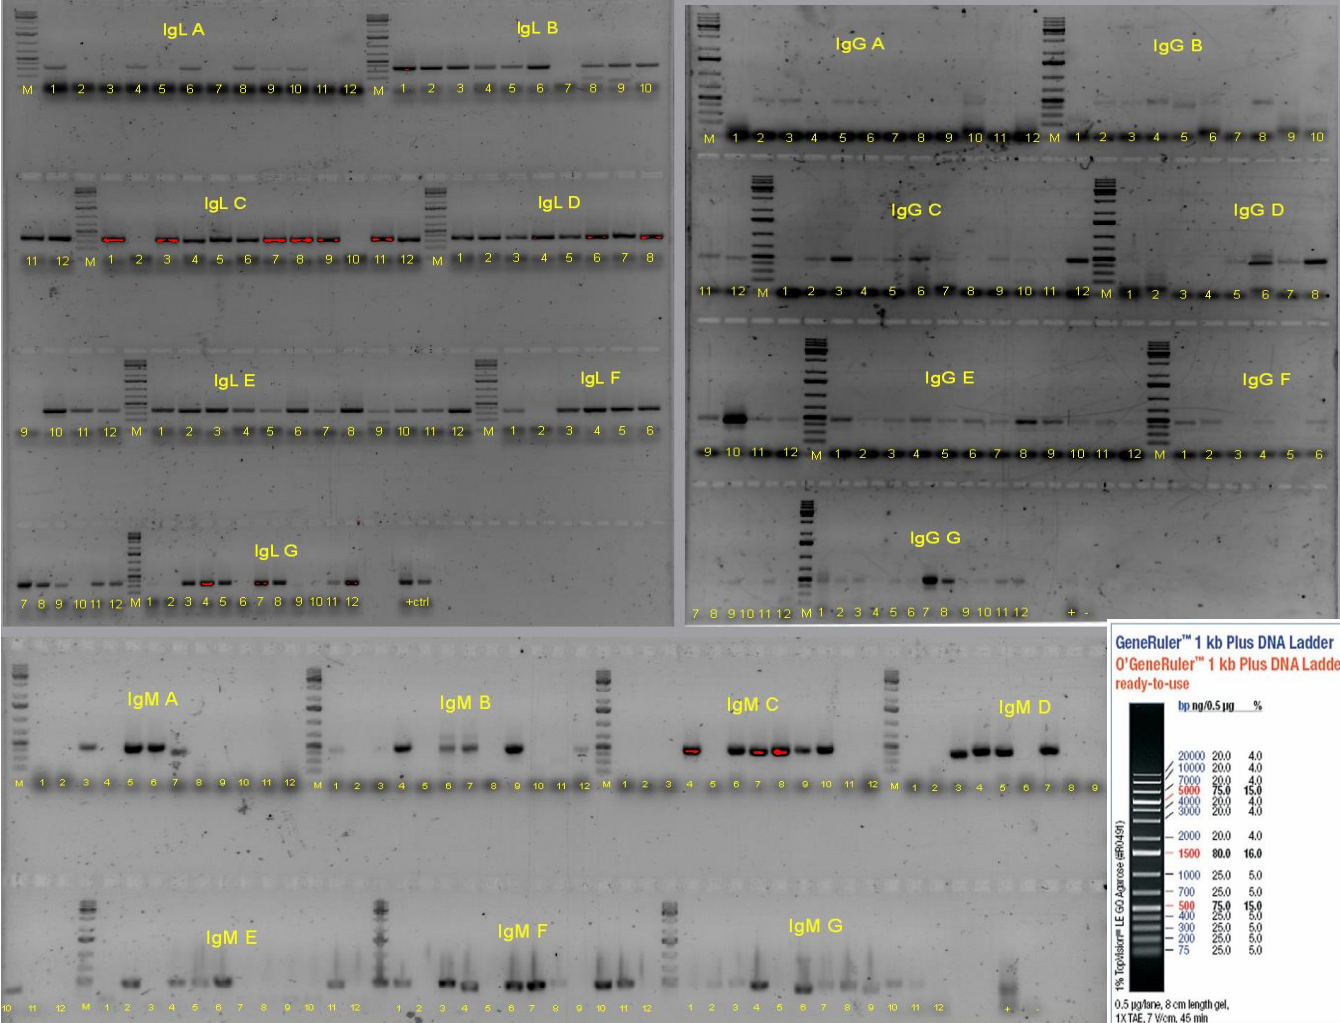 IgL A
IgL B
M 1 2 3 4 5 6 7 8 9 10 11 12 M 1 2 3 4 5 6 7 8 9 10
IgL C
IgL D
11 12 M 1 2 3 4 5 6 7 8 9 10 11 12 M 1 2 3 4 5 6 7 8
IgL E
IgL F
9 10 11 12 M 1 2 3 4 5 6 7 8 9 10 11 12 M 1 2 3 4 5 6
IgL G
7 8 9 10 11 12 M 1 2 3 4 5 6 7 8 9 10 11 12 +ctrl
IgG A
IgG B
M 1 2 3 4 5 6 7 8 9 10 11 12 M 1 2 3 4 5 6 7 8 9 10
IgG C
IgG D
11 12 M 1 2 3 4 5 6 7 8 9 10 11 12 M 1 2 3 4 5 6 7 8
IgG E
IgG F
9 10 11 12 M 1 2 3 4 5 6 7 8 9 10 11 12 M 1 2 3 4 5 6
IgG G
7 8 9 10 11 12 M 1 2 3 4 5 6 7 8 9 10 11 12 + -
IgM A
IgM B
IgM C
IgM D
M 1 2 3 4 5 6 7 8 9 10 11 12 M 1 2 3 4 5 6 7 8 9 10 11 12 M 1 2 3 4 5 6 7 8 9 10 11 12 M 1 2 3 4 5 6 7 8 9
IgM E
IgM F
IgM G
10 11 12 M 1 2 3 4 5 6 7 8 9 10 11 12 1 2 3 4 5 6 7 8 9 10 11 12 1 2 3 4 5 6 7 8 9 10 11 12 + -
GeneRuler™ 1 kb Plus DNA Ladder
O'GeneRuler™ 1 kb Plus DNA Ladde
ready-to-use
bp ng/0.5 µg %
20000 20.0 4.0
10000 20.0 4.0
7000 20.0 4.0
5000 75.0 15.0
4000 20.0 4.0
3000 20.0 4.0
2000 20.0 4.0
1500 80.0 16.0
1000 25.0 5.0
700 25.0 5.0
500 75.0 15.0
400 25.0 5.0
300 25.0 5.0
200 25.0 5.0
75 25.0 5.0
1% TopVision™ LE GQ Agarose (#R0491)
0.5 µg/lane, 8 cm length gel,
1X TAE, 7 V/cm, 45 min